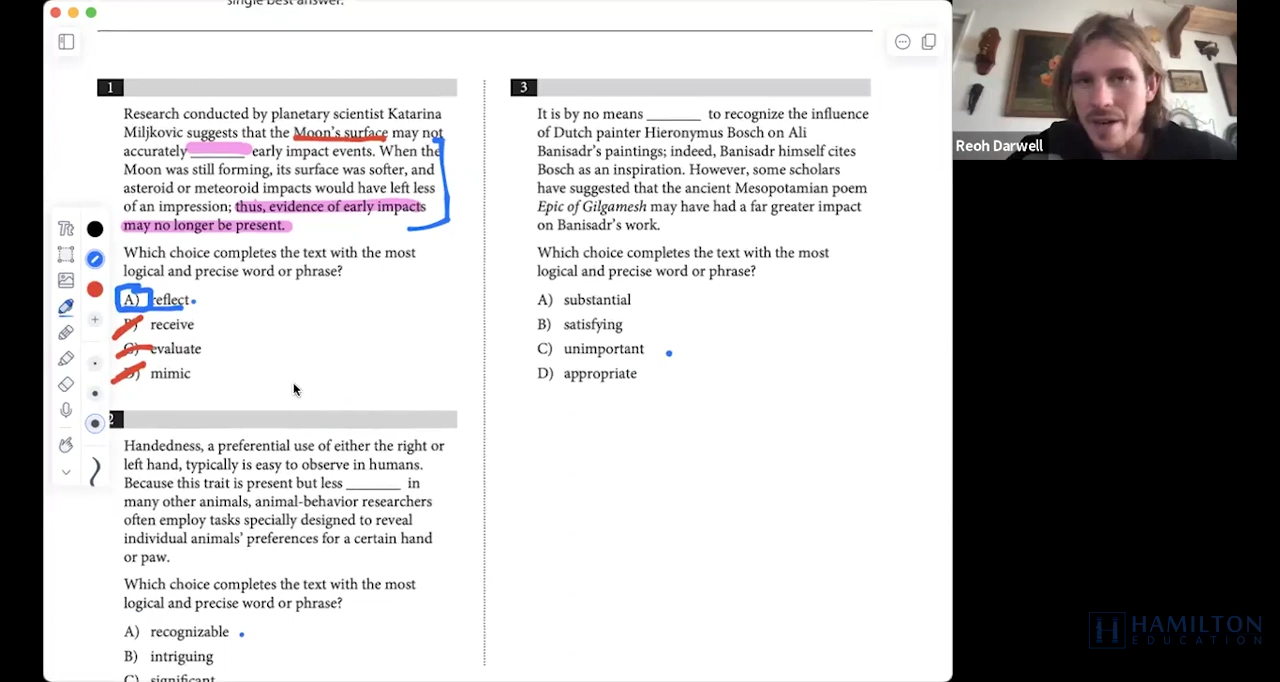 single best answer.
1
Research conducted by planetary scientist Katarina
Miljkovic suggests that the Moon's surface may not
accurately ________ early impact events. When the
Moon was still forming, its surface was softer, and
asteroid or meteoroid impacts would have left less
of an impression; thus, evidence of early impacts
may no longer be present.
Which choice completes the text with the most
logical and precise word or phrase?
A) reflect
B) receive
C) evaluate
D) mimic
2
Handedness, a preferential use of either the right or
left hand, typically is easy to observe in humans.
Because this trait is present but less ________ in
many other animals, animal-behavior researchers
often employ tasks specially designed to reveal
individual animals' preferences for a certain hand
or paw.
Which choice completes the text with the most
logical and precise word or phrase?
A) recognizable
B) intriguing
C) significant
3
It is by no means ________ to recognize the influence
of Dutch painter Hieronymus Bosch on Ali
Banisadr's paintings; indeed, Banisadr himself cites
Bosch as an inspiration. However, some scholars
have suggested that the ancient Mesopotamian poem
Epic of Gilgamesh may have had a far greater impact
on Banisadr's work.
Which choice completes the text with the most
logical and precise word or phrase?
A) substantial
B) satisfying
C) unimportant
D) appropriate
Tt
Reoh Darwell
HAMILTON
EDUCATION